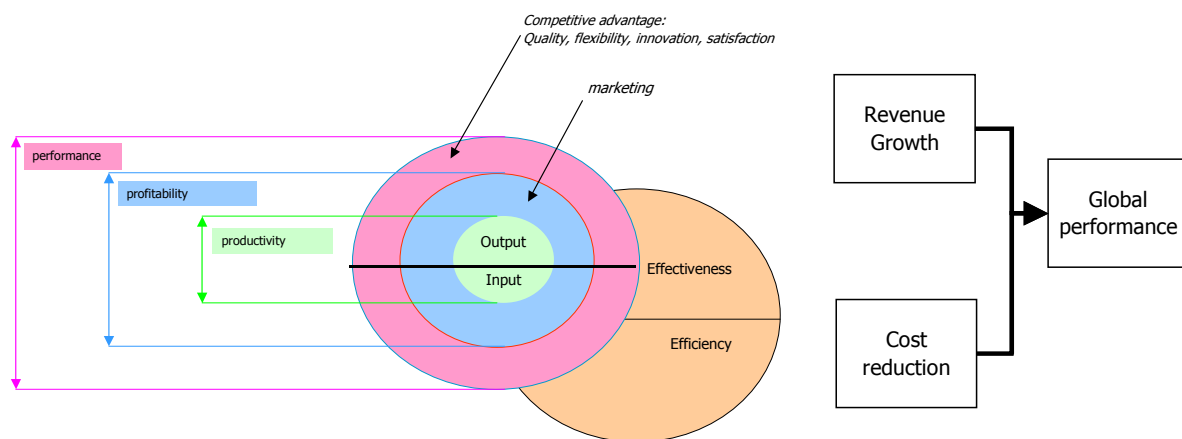 Competitive advantage:
Quality, flexibility, innovation, satisfaction
marketing
performance
profitability
productivity
Output
Input
Effectiveness
Efficiency
Revenue
Growth
Global
performance
Cost
reduction